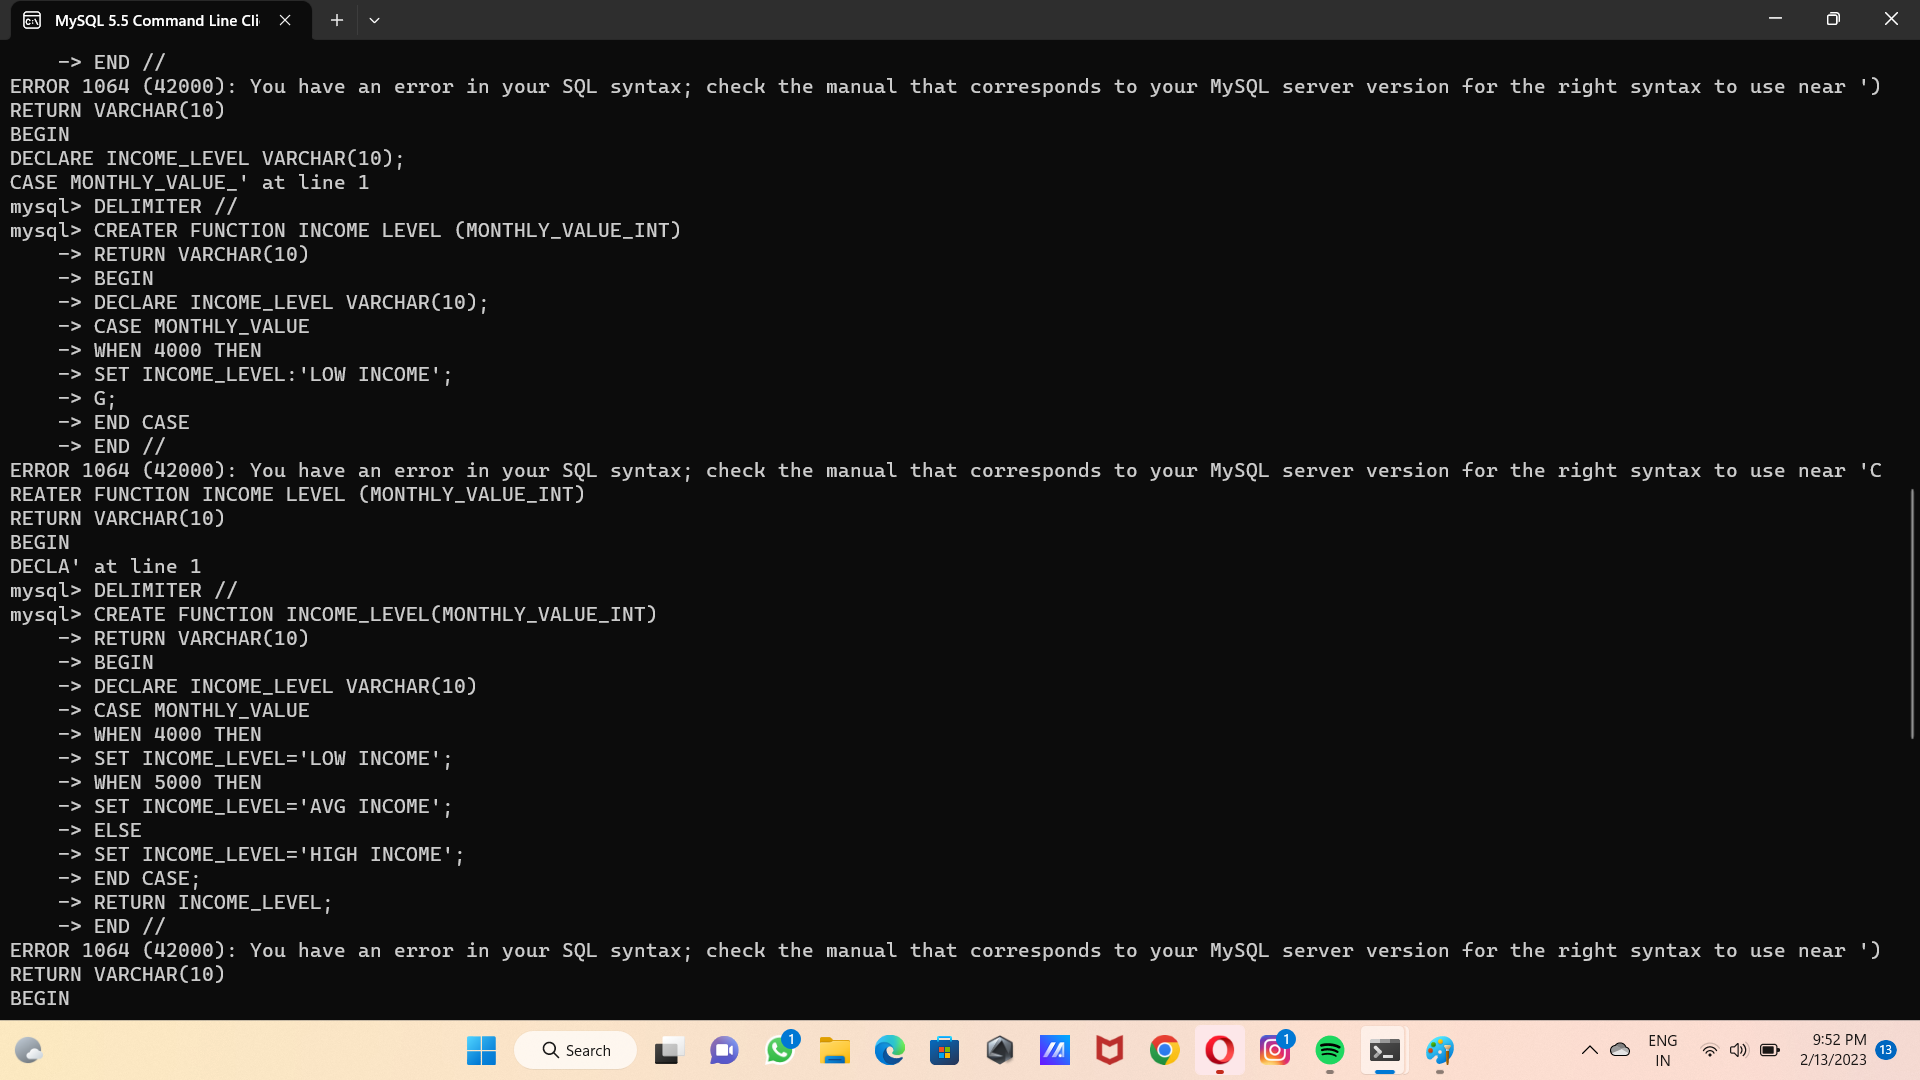 MySQL 5.5 Command Line Cli
-> END //
ERROR 1064 (42000): You have an error in your SQL syntax; check the manual that corresponds to your MySQL server version for the right syntax to use near ')
RETURN VARCHAR(10)
BEGIN
DECLARE INCOME_LEVEL VARCHAR(10);
CASE MONTHLY_VALUE_' at line 1
mysql> DELIMITER //
mysql> CREATER FUNCTION INCOME LEVEL (MONTHLY_VALUE_INT)
-> RETURN VARCHAR(10)
-> BEGIN
-> DECLARE INCOME_LEVEL VARCHAR(10);
-> CASE MONTHLY_VALUE
-> WHEN 4000 THEN
-> SET INCOME_LEVEL:'LOW INCOME';
-> G;
-> END CASE
-> END //
ERROR 1064 (42000): You have an error in your SQL syntax; check the manual that corresponds to your MySQL server version for the right syntax to use near 'C
REATER FUNCTION INCOME LEVEL (MONTHLY_VALUE_INT)
RETURN VARCHAR(10)
BEGIN
DECLA' at line 1
mysql> DELIMITER //
mysql> CREATE FUNCTION INCOME_LEVEL(MONTHLY_VALUE_INT)
-> RETURN VARCHAR(10)
-> BEGIN
-> DECLARE INCOME_LEVEL VARCHAR(10)
-> CASE MONTHLY_VALUE
-> WHEN 4000 THEN
-> SET INCOME_LEVEL='LOW INCOME';
-> WHEN 5000 THEN
-> SET INCOME_LEVEL='AVG INCOME';
-> ELSE
-> SET INCOME_LEVEL='HIGH INCOME';
-> END CASE;
-> RETURN INCOME_LEVEL;
-> END //
ERROR 1064 (42000): You have an error in your SQL syntax; check the manual that corresponds to your MySQL server version for the right syntax to use near ')
RETURN VARCHAR(10)
BEGIN
Search
1
1
ENG
IN
9:52 PM
2/13/2023
13